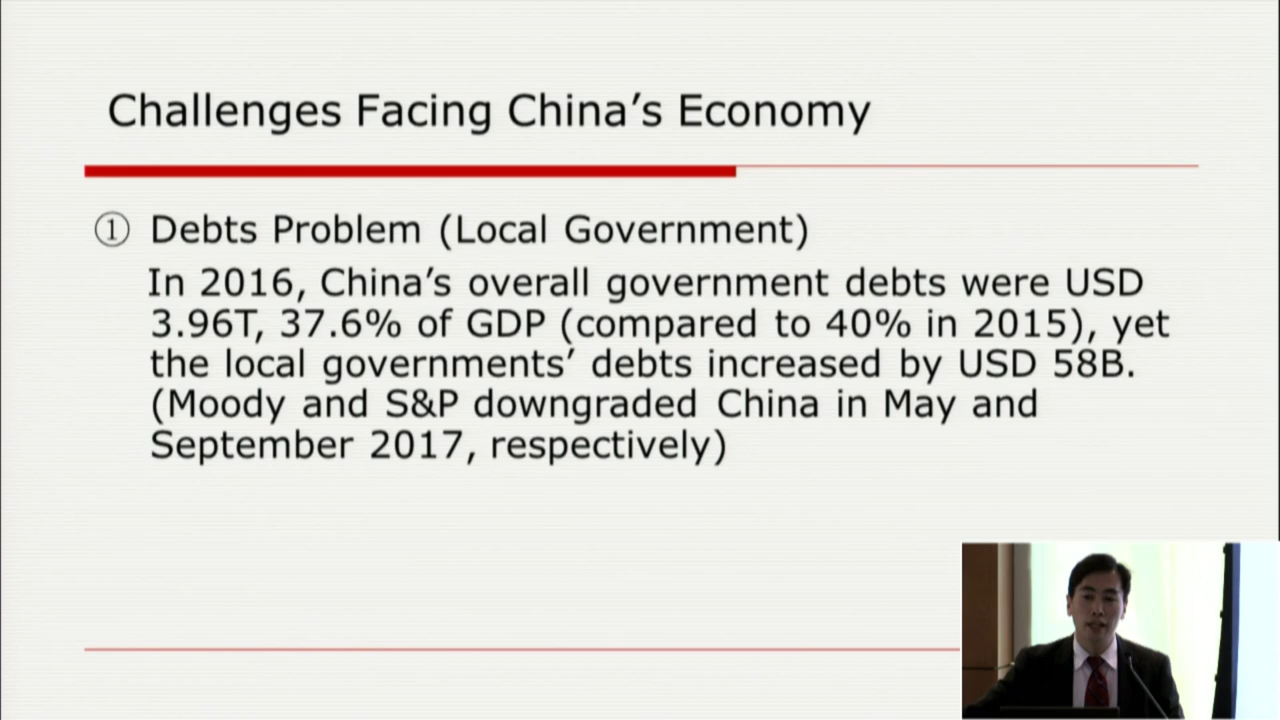 Challenges Facing China’s Economy
① Debts Problem (Local Government)
In 2016, China’s overall government debts were USD
3.96T, 37.6% of GDP (compared to 40% in 2015), yet
the local governments’ debts increased by USD 58B.
(Moody and S&P downgraded China in May and
September 2017, respectively)